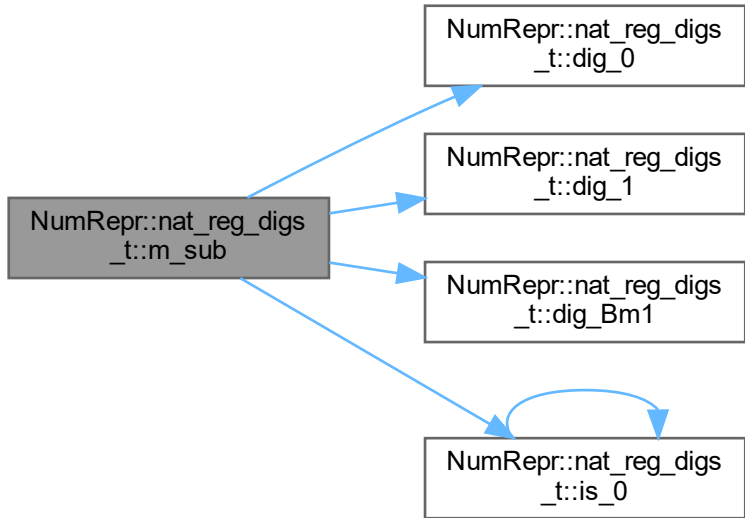 NumRepr::nat_reg_digs
_t::dig_0
NumRepr::nat_reg_digs
_t::dig_1
NumRepr::nat_reg_digs
_t::m_sub
NumRepr::nat_reg_digs
_t::dig_Bm1
NumRepr::nat_reg_digs
_t::is_0